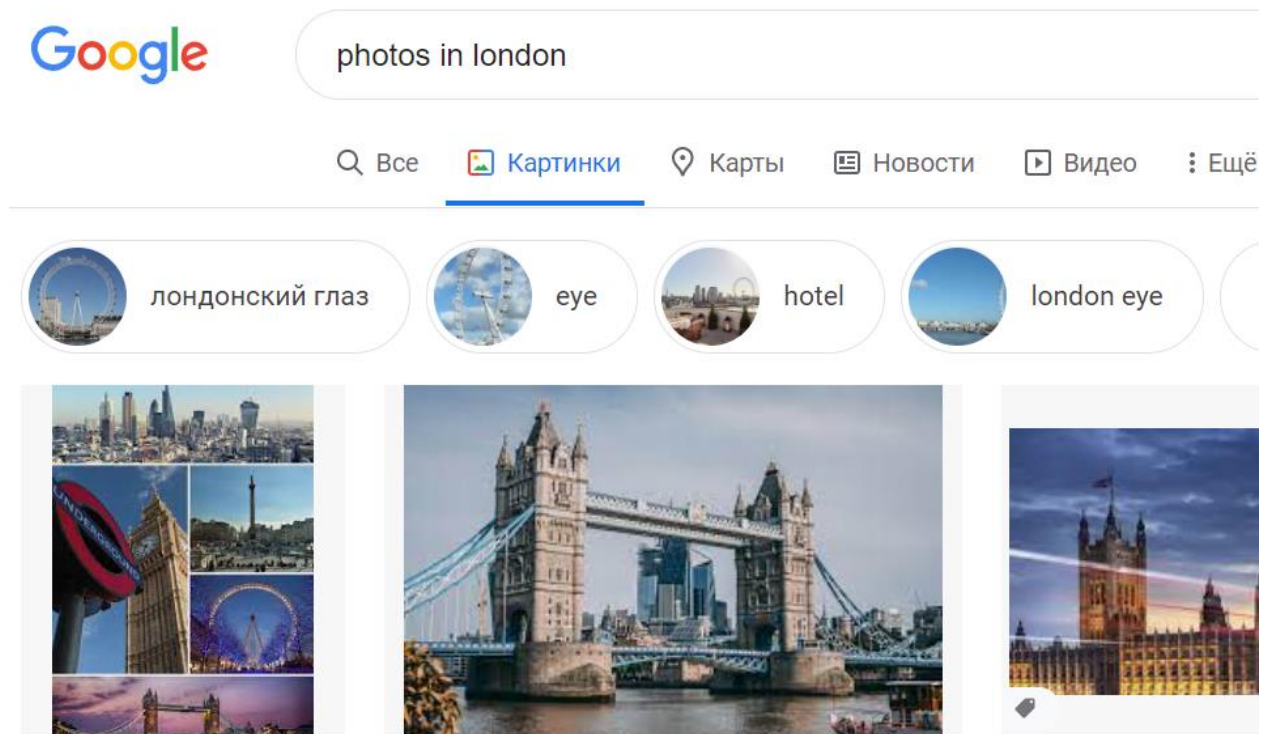 Google
photos in london
Все Картинки Карты Новости Видео Ещё
лондонский глаз eye hotel london eye
UNDERGROUND